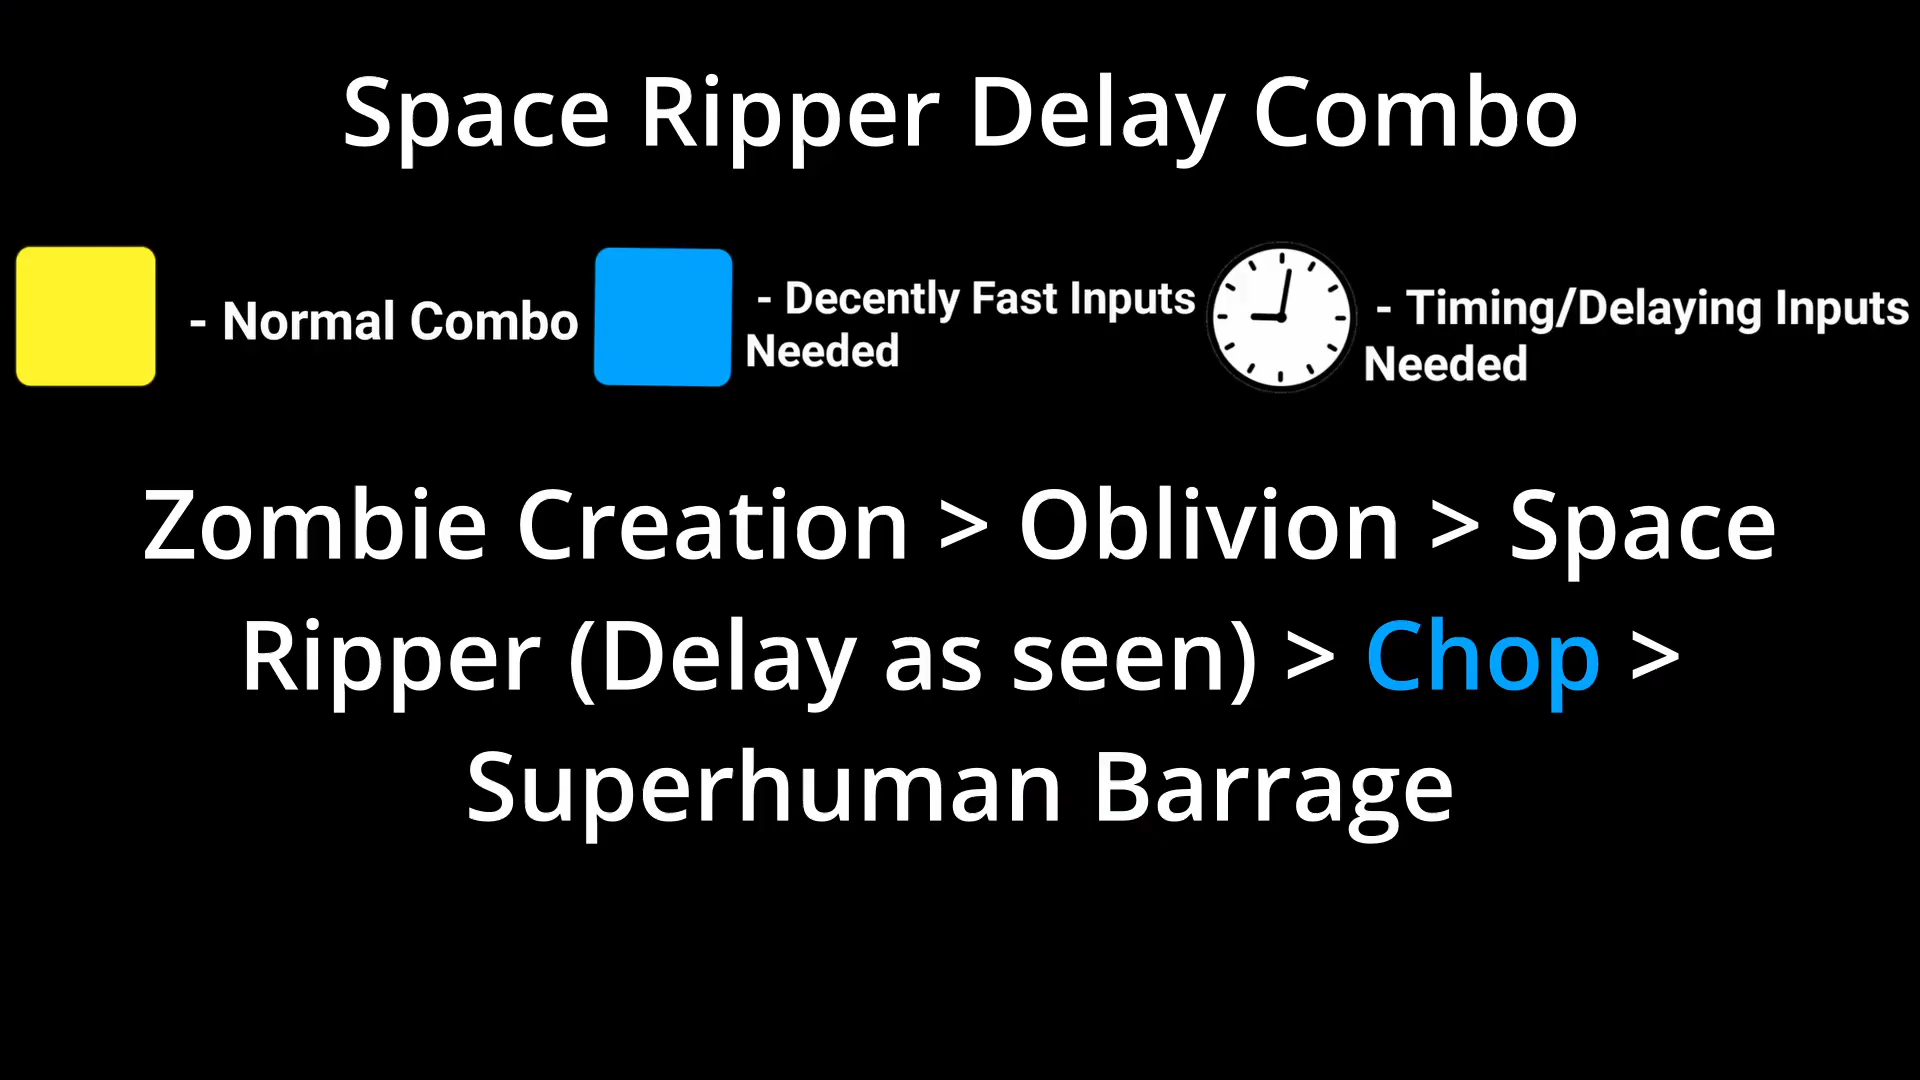 Space Ripper Delay Combo
- Normal Combo
- Decently Fast Inputs
Needed
- Timing/Delaying Inputs
Needed
Zombie Creation > Oblivion > Space
Ripper (Delay as seen) > Chop >
Superhuman Barrage